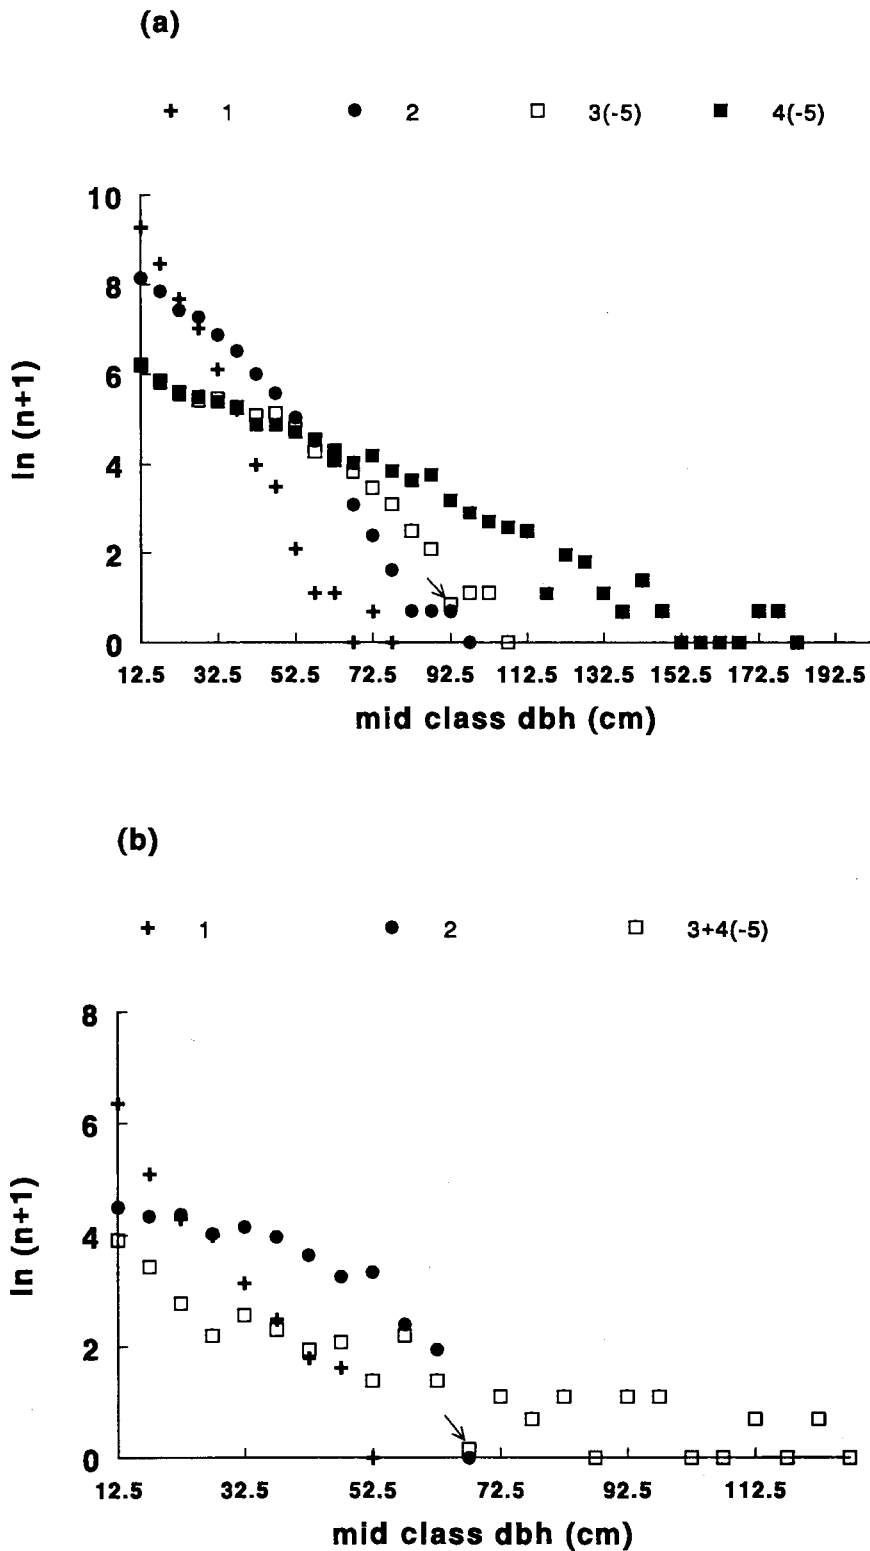 (a)
1 2 3(-5) 4(-5)
10
8
6
4
2
0
ln (n+1)
12.5 32.5 52.5 72.5 92.5 112.5 132.5 152.5 172.5 192.5
mid class dbh (cm)
(b)
1 2 3+4(-5)
8
6
4
2
0
ln (n+1)
12.5 32.5 52.5 72.5 92.5 112.5
mid class dbh (cm)